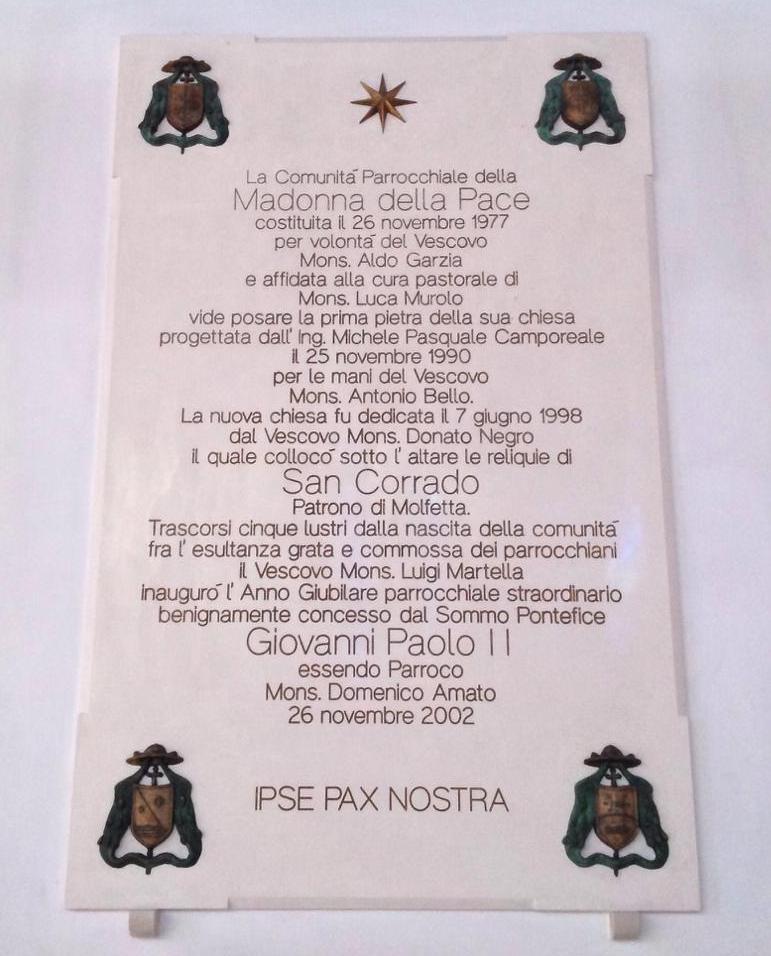 La Comunitá Parrocchiale della
Madonna della Pace
costituita il 26 novembre 1977
per volontá del Vescovo
Mons. Aldo Garzia
e affidata alla cura pastorale di
Mons. Luca Murolo
vide posare la prima pietra della sua chiesa
progettata dall' Ing. Michele Pasquale Camporeale
il 25 novembre 1990
per le mani del Vescovo
Mons. Antonio Bello.
La nuova chiesa fu dedicata il 7 giugno 1998
dal Vescovo Mons. Donato Negro
il quale collocó sotto l' altare le reliquie di
San Corrado
Patrono di Molfetta.
Trascorsi cinque lustri dalla nascita della comunitá
fra l' esultanza grata e commossa dei parrocchiani
il Vescovo Mons. Luigi Martella
inauguró l' Anno Giubilare parrocchiale straordinario
benignamente concesso dal Sommo Pontefice
Giovanni Paolo II
essendo Parroco
Mons. Domenico Amato
26 novembre 2002
IPSE PAX NOSTRA